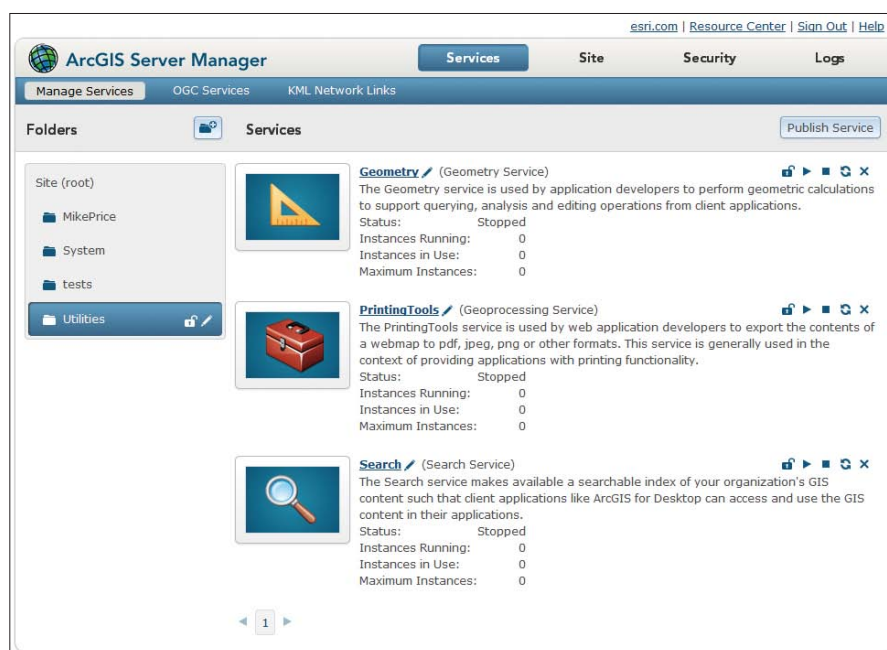 esri.com | Resource Center | Sign Out | Help
ArcGIS Server Manager
Services
Site
Security
Logs
Manage Services
OGC Services
KML Network Links
Folders
Services
Publish Service
Site (root)
MikePrice
System
tests
Utilities
Geometry (Geometry Service)
The Geometry service is used by application developers to perform geometric calculations
to support querying, analysis and editing operations from client applications.
Status: Stopped
Instances Running: 0
Instances in Use: 0
Maximum Instances: 0
PrintingTools (Geoprocessing Service)
The PrintingTools service is used by web application developers to export the contents of
a webmap to pdf, jpeg, png or other formats. This service is generally used in the
context of providing applications with printing functionality.
Status: Stopped
Instances Running: 0
Instances in Use: 0
Maximum Instances: 0
Search (Search Service)
The Search service makes available a searchable index of your organization's GIS
content such that client applications like ArcGIS for Desktop can access and use the GIS
content in their applications.
Status: Stopped
Instances Running: 0
Instances in Use: 0
Maximum Instances: 0
1